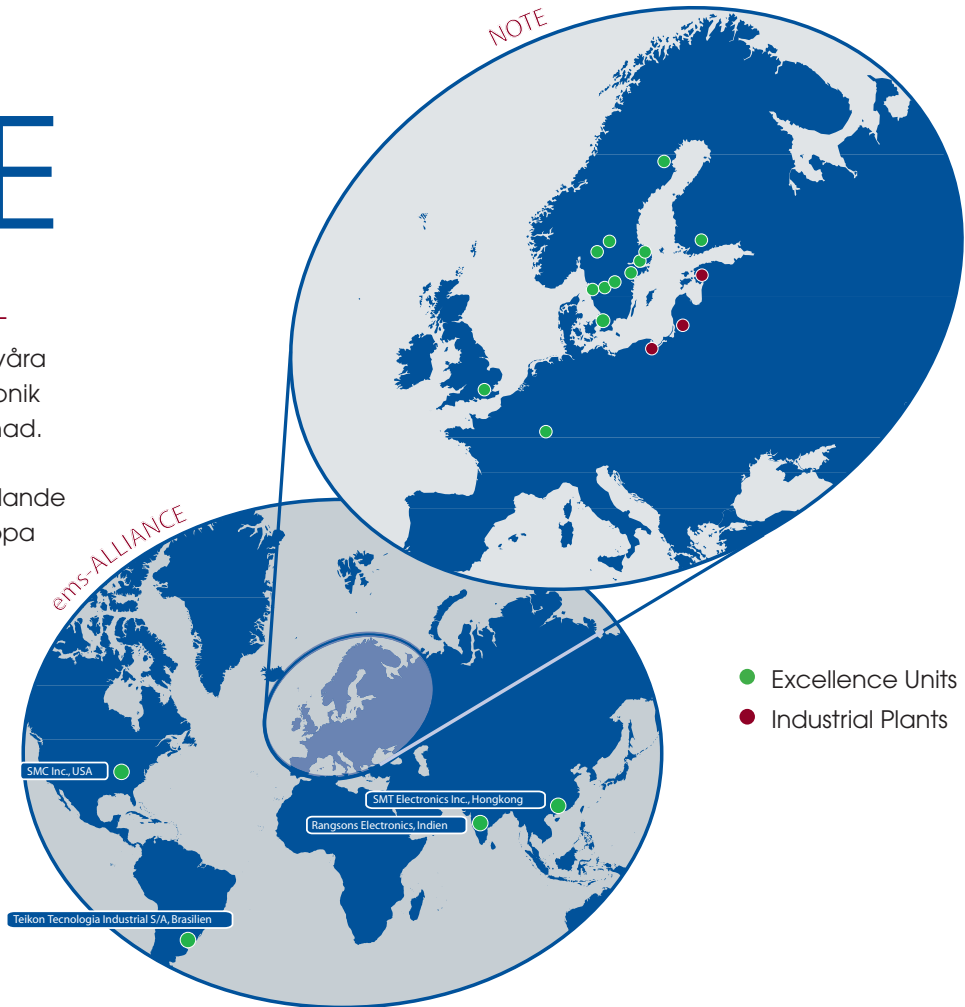 NOTE
E
våra
onik
nad.
lande
opa
ems-ALLIANCE
Excellence Units
Industrial Plants
SMC Inc., USA
SMT Electronics Inc., Hongkong
Rangsons Electronics, Indien
Teikon Tecnologia Industrial S/A, Brasilien